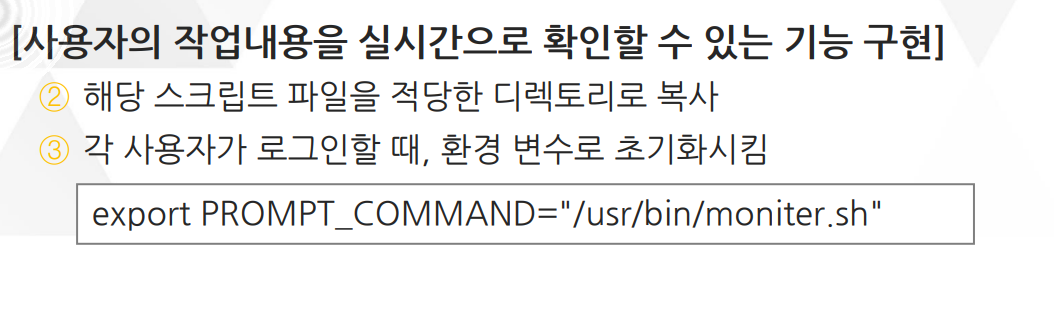 [사용자의 작업내용을 실시간으로 확인할 수 있는 기능 구현]
② 해당 스크립트 파일을 적당한 디렉토리로 복사
③ 각 사용자가 로그인할 때, 환경 변수로 초기화시킴
export PROMPT_COMMAND="/usr/bin/moniter.sh"